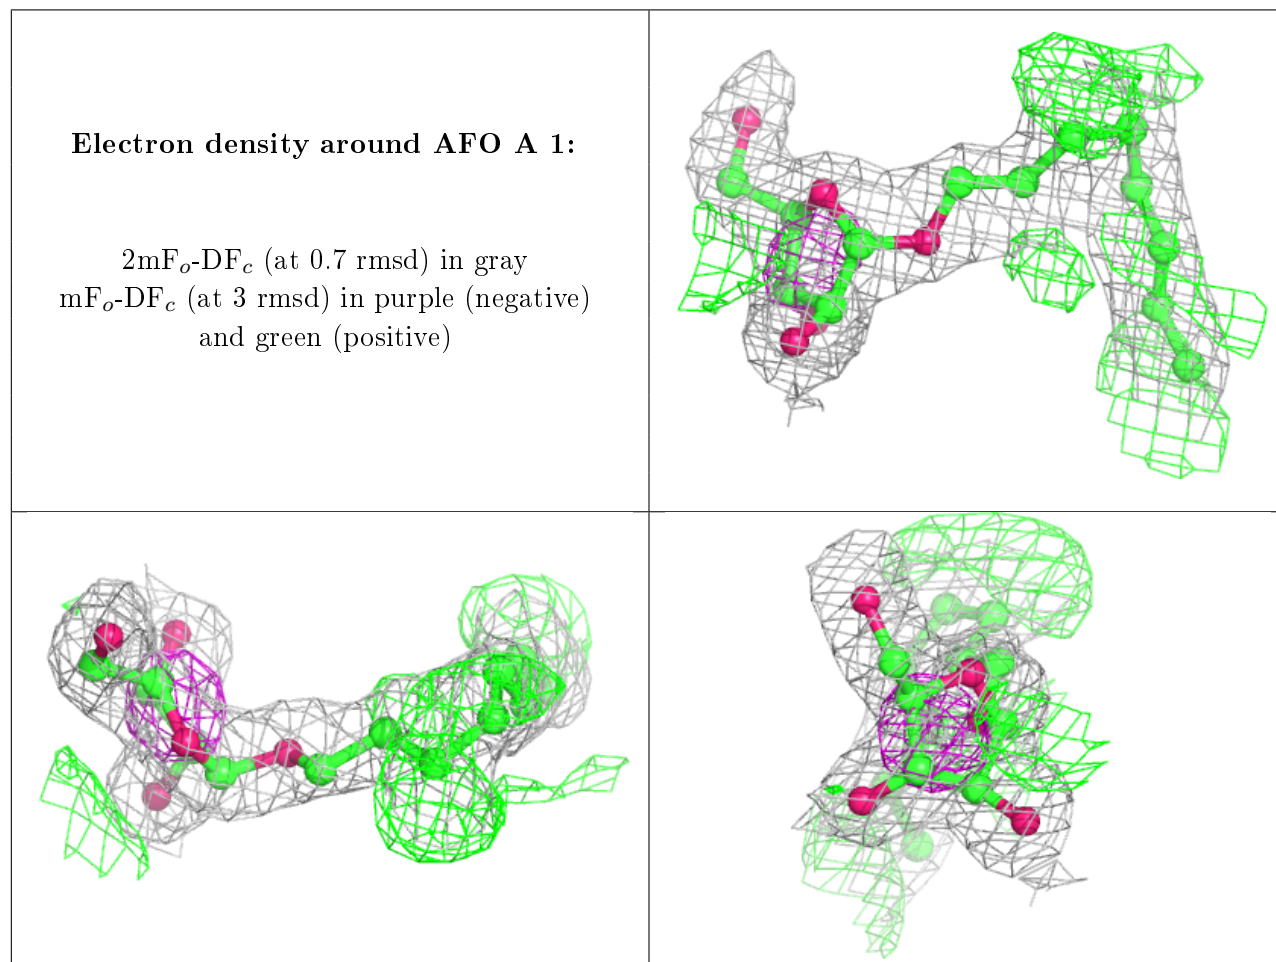 Electron density around AFO A 1:
2mFo-DFc (at 0.7 rmsd) in gray
mFo-DFc (at 3 rmsd) in purple (negative)
and green (positive)